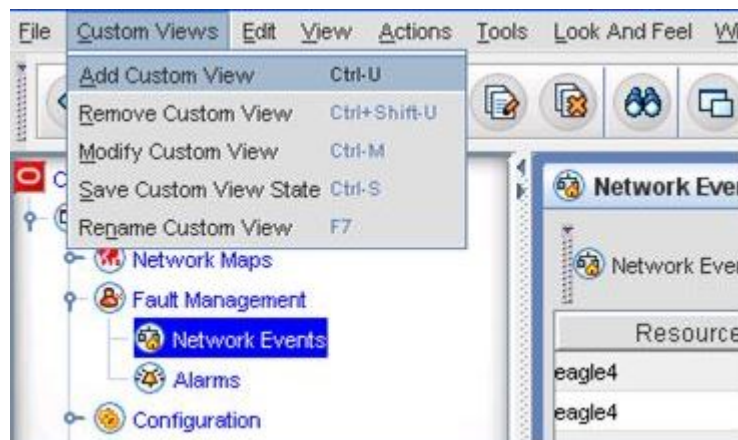 File Custom Views Edit View Actions Tools Look And Feel
Add Custom View Ctrl-U
Remove Custom View Ctrl+Shift-U
Modify Custom View Ctrl-M
Save Custom View State Ctrl-S
Rename Custom View F7
Network Maps
Fault Management
Network Events
Alarms
Configuration
Network Eve
Network Ever
Resource
eagle4
eagle4